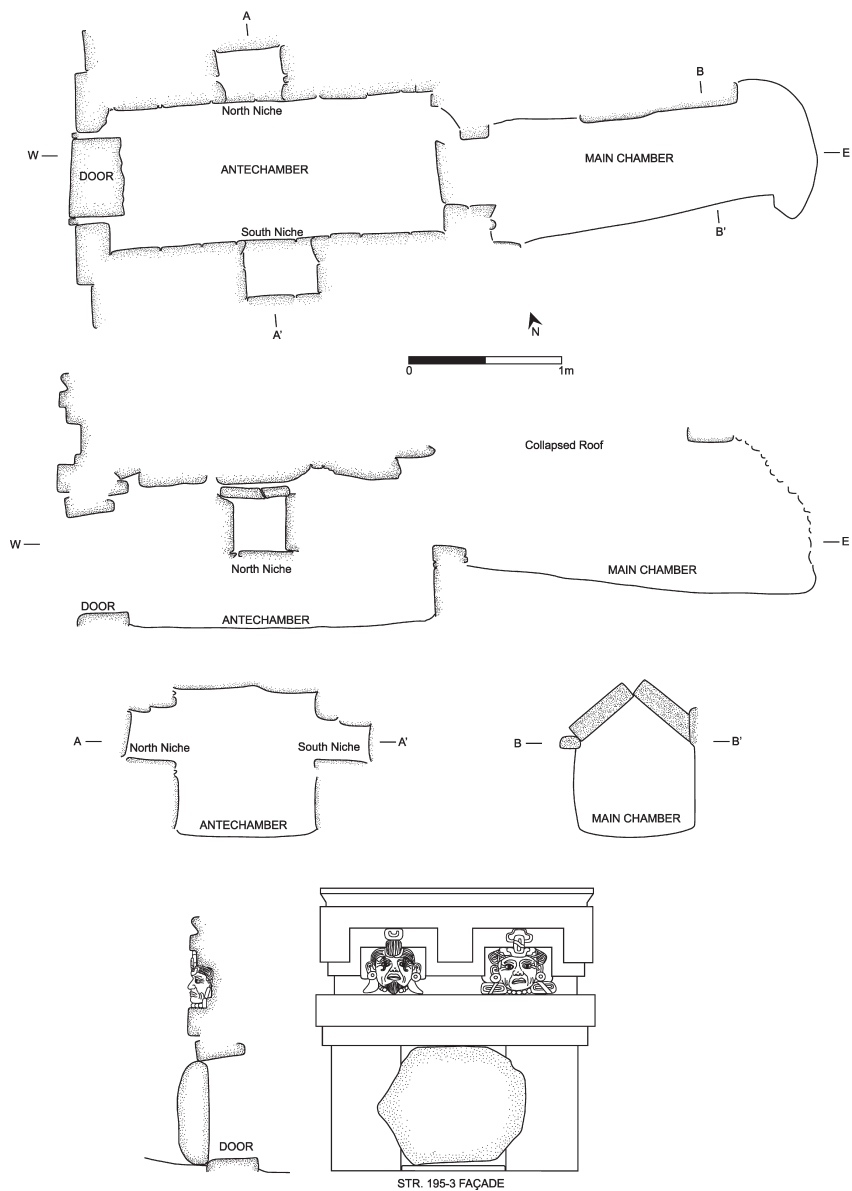 A
B
North Niche
W
E
MAIN CHAMBER
DOOR
ANTECHAMBER
South Niche
B'
A'
N
0
1m
Collapsed Roof
W
E
North Niche
MAIN CHAMBER
DOOR
ANTECHAMBER
A
North Niche
South Niche
A'
B
B'
ANTECHAMBER
MAIN CHAMBER
DOOR
STR. 195-3 FAÇADE